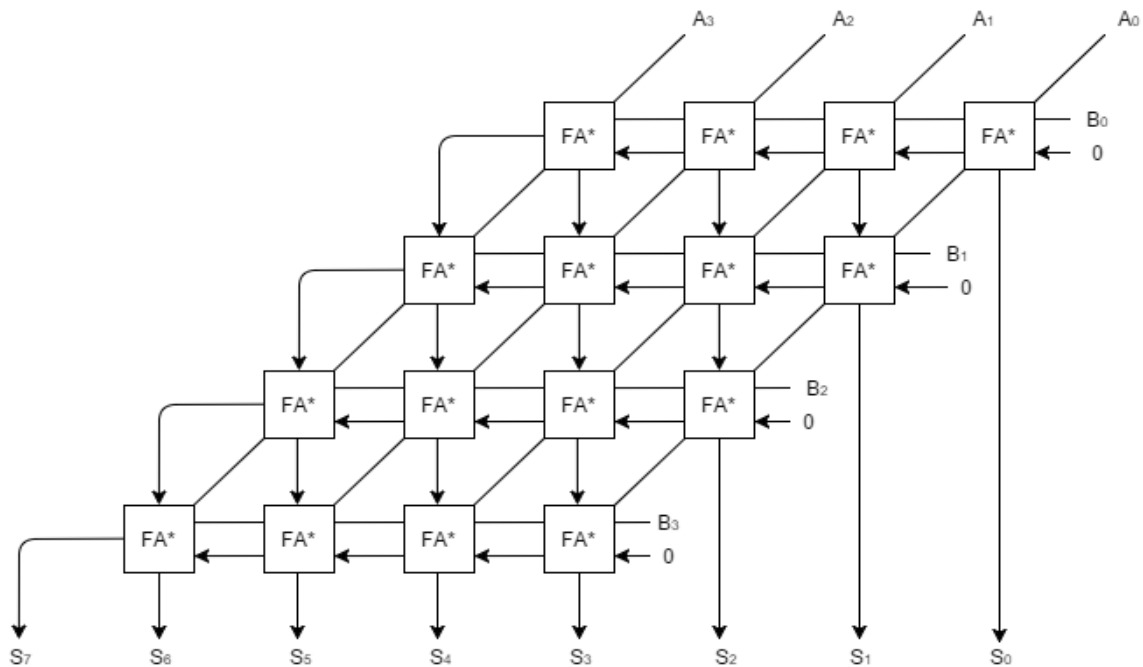 A₃ A₂ A₁ A₀
FA* FA* FA* FA* B₀
0
FA* FA* FA* FA* B₁
0
FA* FA* FA* FA* B₂
0
FA* FA* FA* FA* B₃
0
S₇ S₆ S₅ S₄ S₃ S₂ S₁ S₀